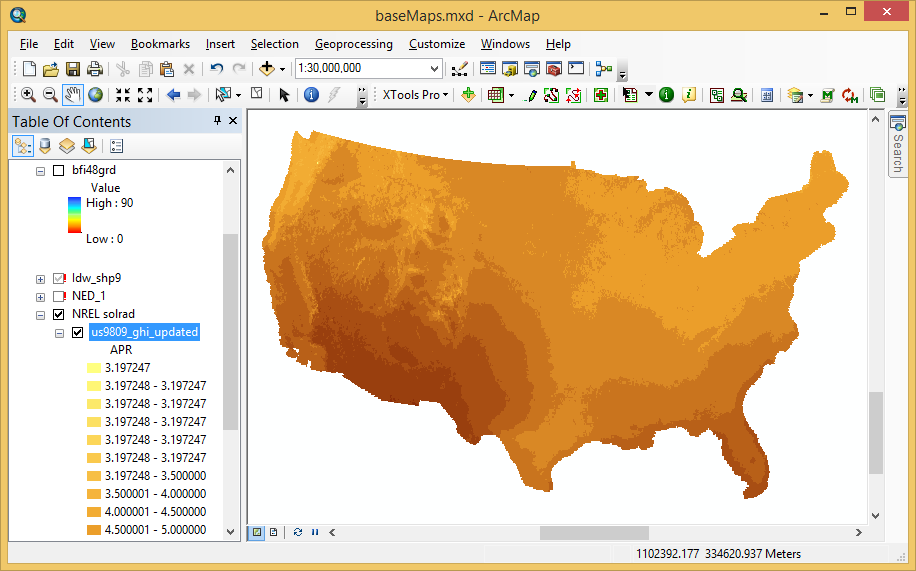 baseMaps.mxd - ArcMap
File Edit View Bookmarks Insert Selection Geoprocessing Customize Windows Help
1:30,000,000
XTools Pro
Table Of Contents
Search
bfi48grd
Value
High : 90
Low : 0
ldw_shp9
NED_1
NREL solrad
us9809_ghi_updated
APR
3.197247
3.197248 - 3.197247
3.197248 - 3.197247
3.197248 - 3.197247
3.197248 - 3.197247
3.197248 - 3.197247
3.197248 - 3.500000
3.500001 - 4.000000
4.000001 - 4.500000
4.500001 - 5.000000
1102392.177 334620.937 Meters